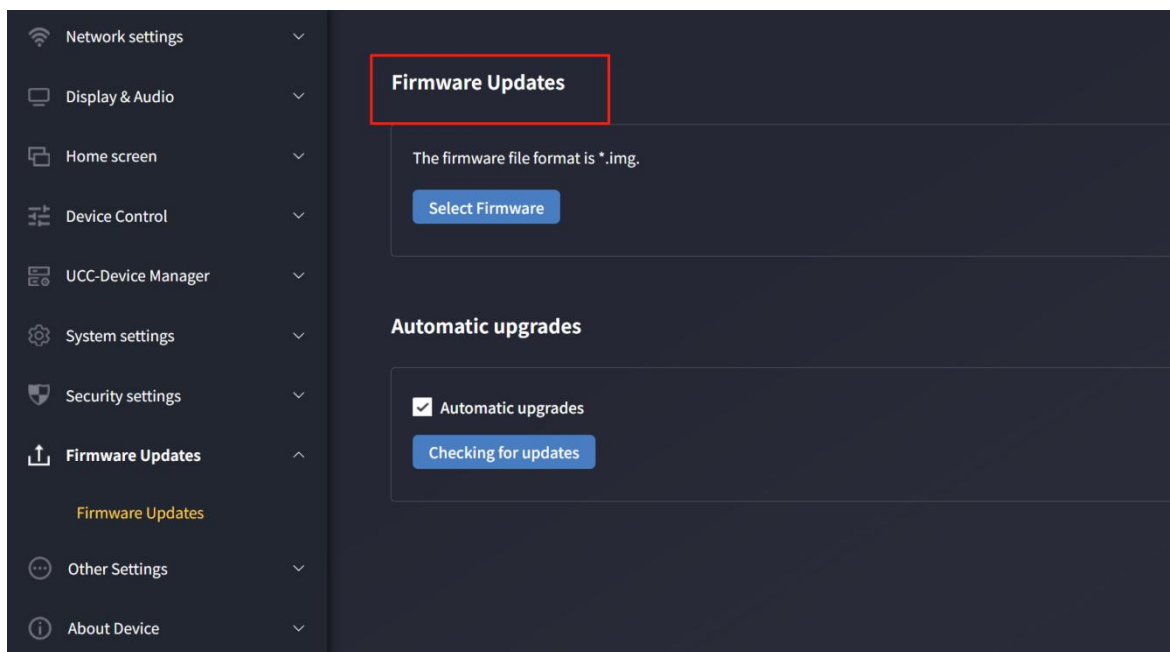 Network settings
Display & Audio
Home screen
Device Control
UCC-Device Manager
System settings
Security settings
Firmware Updates
Firmware Updates
Other Settings
About Device
Firmware Updates
The firmware file format is *.img.
Select Firmware
Automatic upgrades
Automatic upgrades
Checking for updates